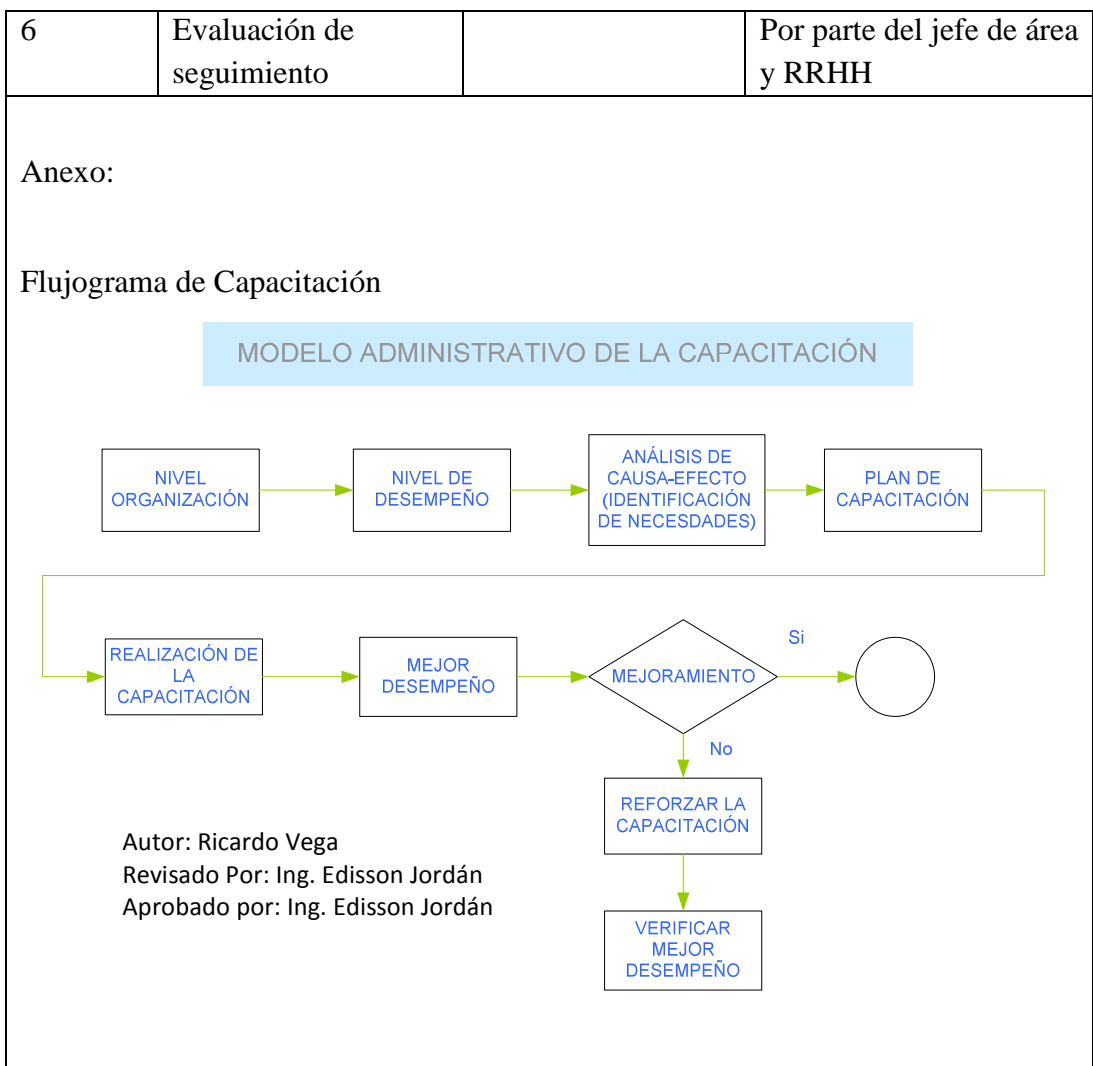 6 Evaluación de Por parte del jefe de área
seguimiento y RRHH
Anexo:
Flujograma de Capacitación
MODELO ADMINISTRATIVO DE LA CAPACITACIÓN
NIVEL
ORGANIZACIÓN
NIVEL DE
DESEMPEÑO
ANÁLISIS DE
CAUSA-EFECTO
(IDENTIFICACIÓN
DE NECESDADES)
PLAN DE
CAPACITACIÓN
REALIZACIÓN DE
LA
CAPACITACIÓN
MEJOR
DESEMPEÑO
MEJORAMIENTO
Si
No
REFORZAR LA
CAPACITACIÓN
VERIFICAR
MEJOR
DESEMPEÑO
Autor: Ricardo Vega
Revisado Por: Ing. Edisson Jordán
Aprobado por: Ing. Edisson Jordán